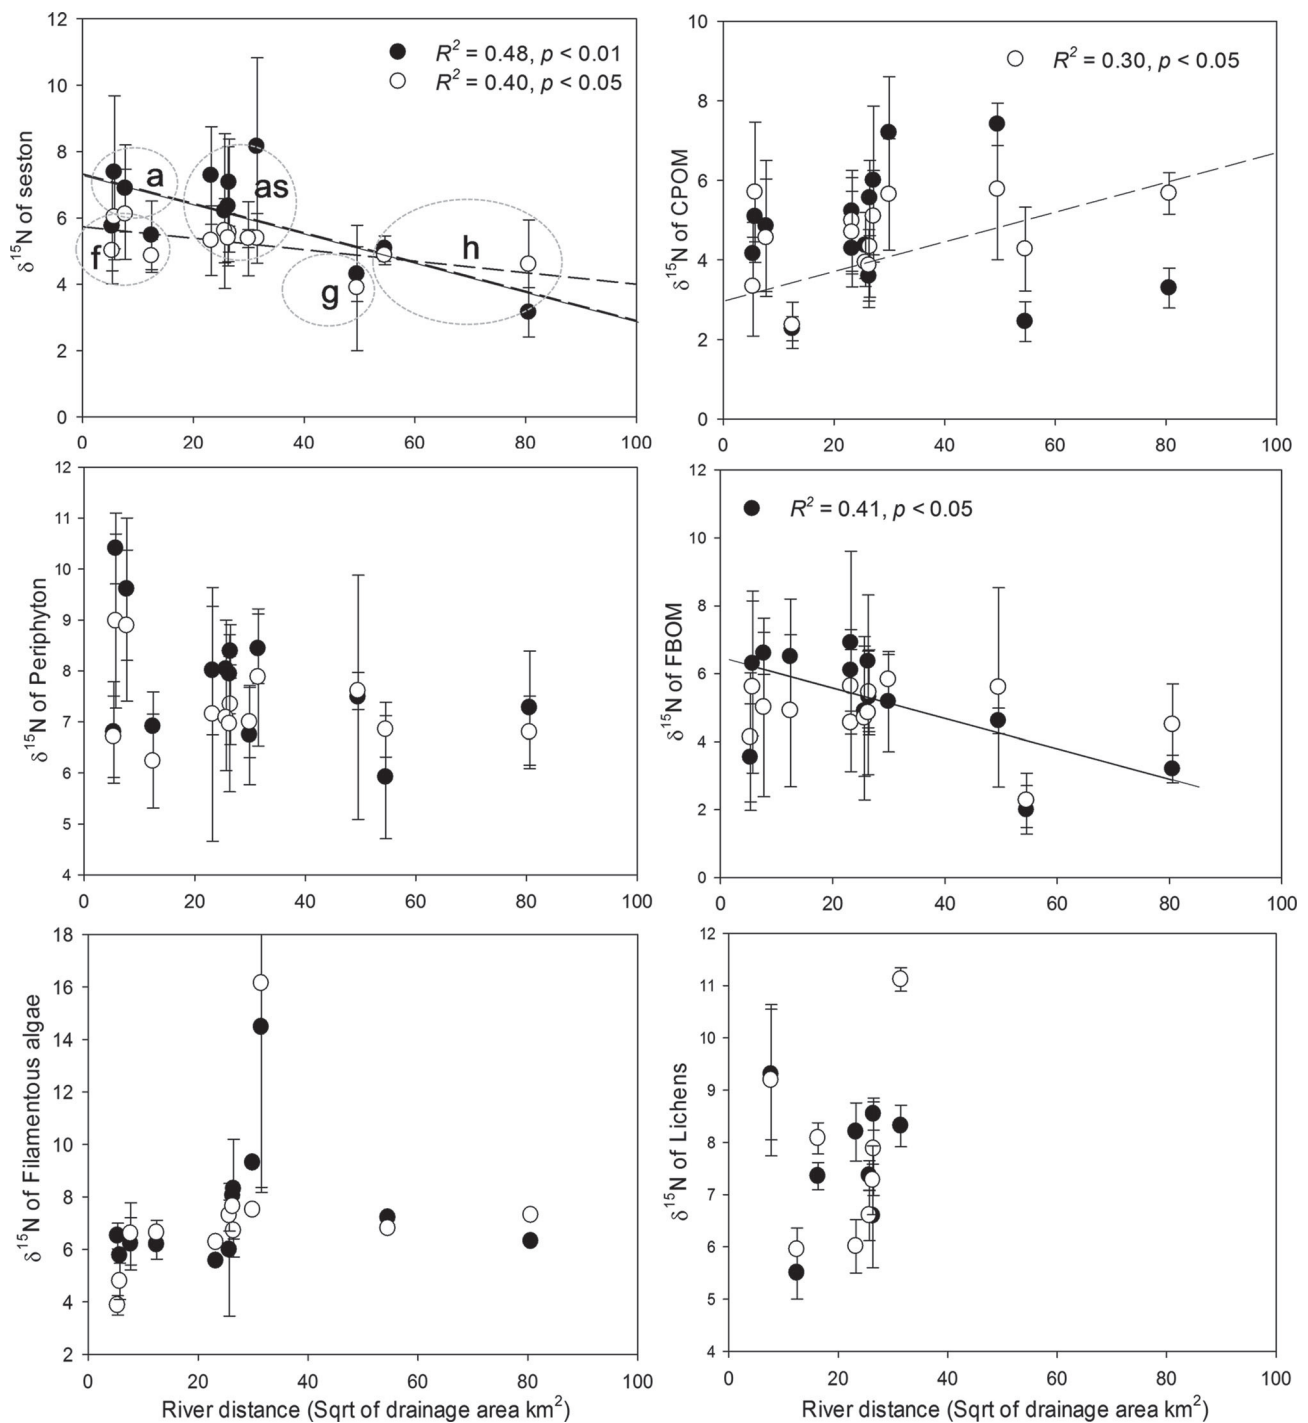 12
10
8
6
4
2
0
δ¹⁵N of seston
R² = 0.48, p < 0.01
R² = 0.40, p < 0.05
a
as
f
g
h
0 20 40 60 80 100
10
8
6
4
2
0
δ¹⁵N of CPOM
R² = 0.30, p < 0.05
0 20 40 60 80 100
12
11
10
9
8
7
6
5
4
δ¹⁵N of Periphyton
0 20 40 60 80 100
12
10
8
6
4
2
0
δ¹⁵N of FBOM
R² = 0.41, p < 0.05
0 20 40 60 80 100
18
16
14
12
10
8
6
4
2
δ¹⁵N of Filamentous algae
0 20 40 60 80 100
River distance (Sqrt of drainage area km²)
12
11
10
9
8
7
6
5
4
δ¹⁵N of Lichens
0 20 40 60 80 100
River distance (Sqrt of drainage area km²)